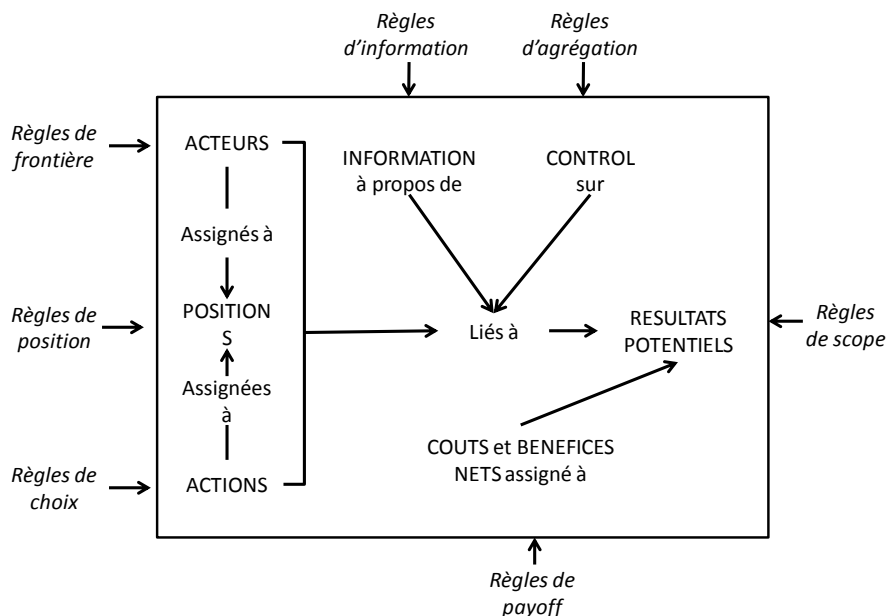 Règles
d'information
Règles
d'agrégation
Règles de
frontière
ACTEURS
INFORMATION
à propos de
CONTROL
sur
Assignés à
Règles de
position
POSITION
S
Liés à
RESULTATS
POTENTIELS
Règles
de scope
Assignées
à
COUTS et BENEFICES
NETS assigné à
Règles de
choix
ACTIONS
Règles de
payoff